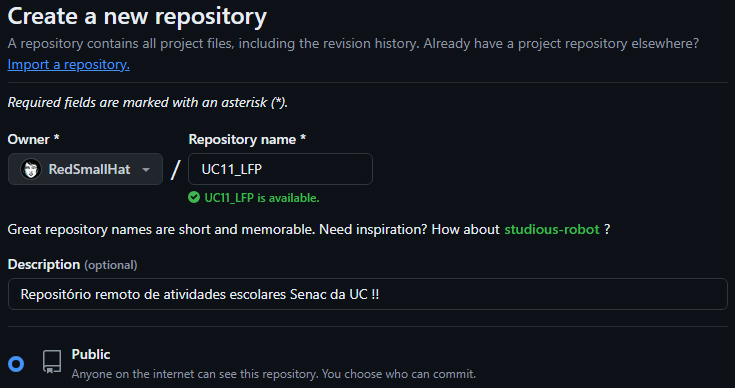 Create a new repository
A repository contains all project files, including the revision history. Already have a project repository elsewhere?
Import a repository.
Required fields are marked with an asterisk (*).
Owner *
Repository name *
RedSmallHat
/
UC11_LFP
UC11_LFP is available.
Great repository names are short and memorable. Need inspiration? How about studious-robot ?
Description (optional)
Repositório remoto de atividades escolares Senac da UC !!
Public
Anyone on the internet can see this repository. You choose who can commit.